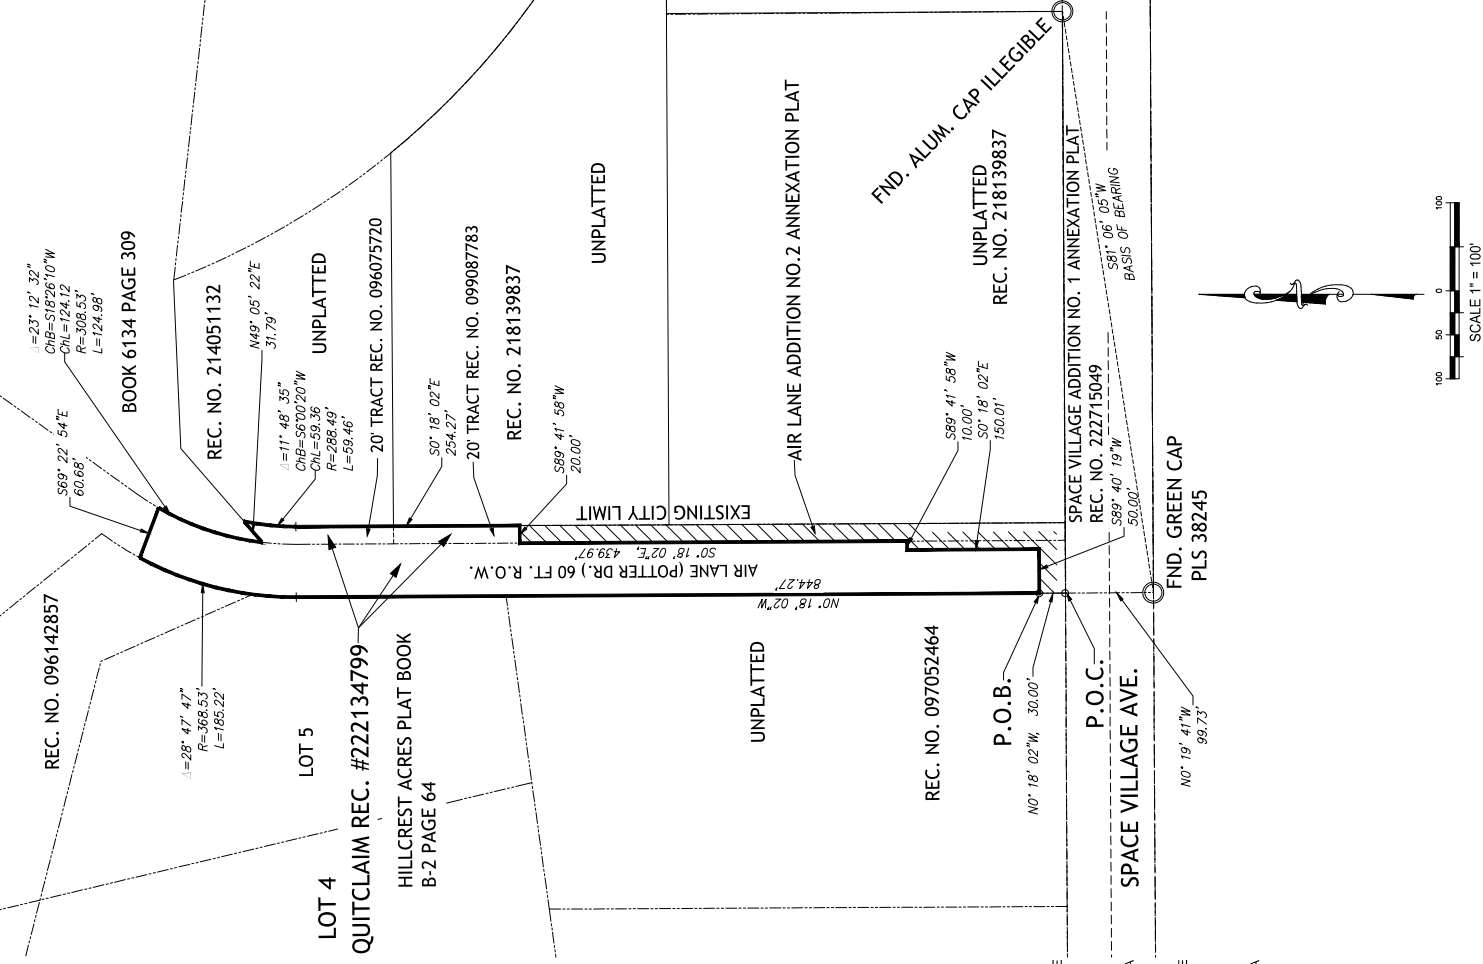 Δ=23° 12' 32"
ChB=S18°26'10"W
ChL=124.12
R=308.53'
L=124.98'
S69° 22' 54"E
60.68'
BOOK 6134 PAGE 309
REC. NO. 214051132
N49° 05' 22"E
31.79'
UNPLATTED
Δ=11° 48' 35"
ChB=S6°00'20"W
ChL=59.36
R=288.49'
L=59.46'
20' TRACT REC. NO. 096075720
S0° 18' 02"E
254.27'
20' TRACT REC. NO. 099087783
REC. NO. 218139837
S89° 41' 58"W
20.00'
UNPLATTED
EXISTING CITY LIMIT
AIR LANE ADDITION NO.2 ANNEXATION PLAT
FND. ALUM. CAP ILLEGIBLE
UNPLATTED
REC. NO. 218139837
S89° 41' 58"W
10.00'
S0° 18' 02"E
150.01'
SPACE VILLAGE ADDITION NO. 1 ANNEXATION PLAT
REC. NO. 222715049
S89° 40' 19"W
50.00'
S81° 06' 05"W
BASIS OF BEARING
FND. GREEN CAP
PLS 38245
S0° 18' 02"E, 439.97'
AIR LANE (POTTER DR.) 60 FT. R.O.W.
844.27'
N0° 18' 02"W
REC. NO. 096142857
Δ=28° 47' 47"
R=368.53'
L=185.22'
LOT 5
LOT 4
QUITCLAIM REC. #222134799
HILLCREST ACRES PLAT BOOK
B-2 PAGE 64
UNPLATTED
REC. NO. 097052464
P.O.B.
N0° 18' 02"W, 30.00'
P.O.C.
SPACE VILLAGE AVE.
N0° 19' 41"W
99.73'
N
100
50
0
100
SCALE 1" = 100'
E
A
E
A